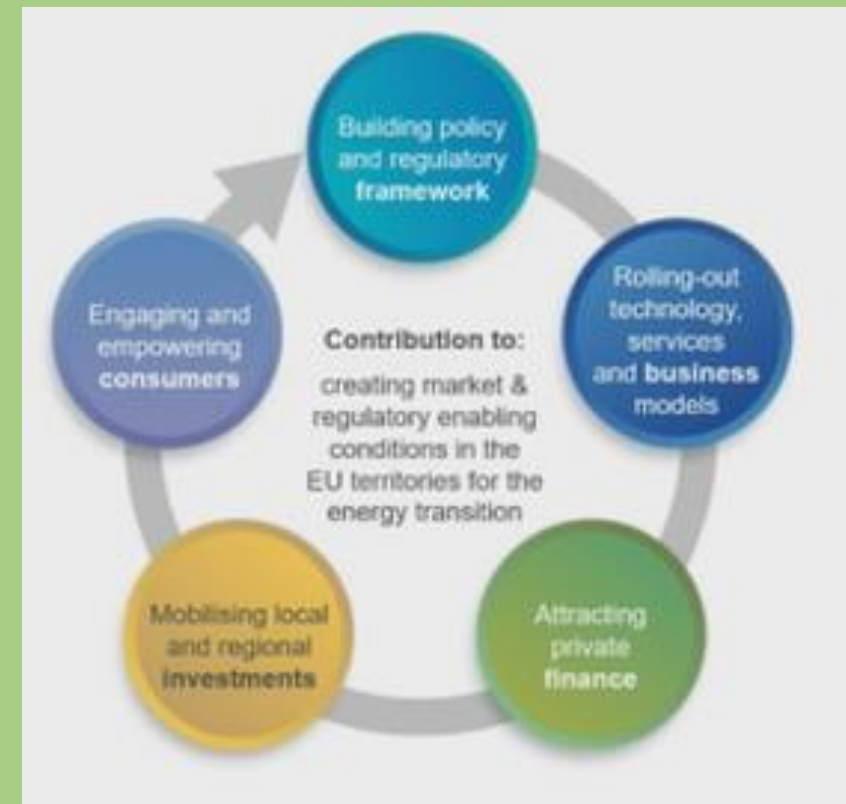 Building policy
and regulatory
framework
Rolling-out
technology,
services
and business
models
Attracting
private
finance
Mobilising local
and regional
investments
Engaging and
empowering
consumers
Contribution to:
creating market &
regulatory enabling
conditions in the
EU territories for the
energy transition